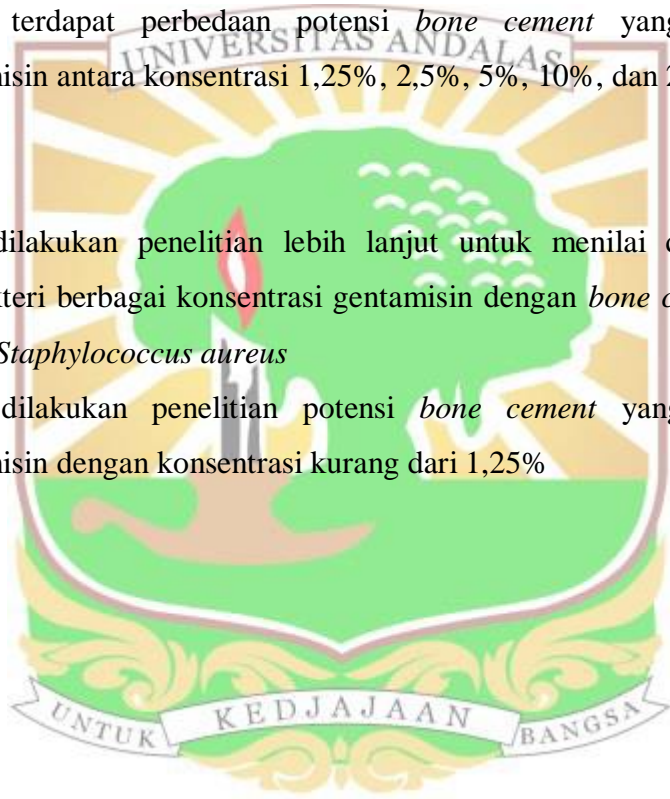 terdapat perbedaan potensi bone cement yang
UNIVERSITAS ANDALAS
misin antara konsentrasi 1,25%, 2,5%, 5%, 10%, dan 2
dilakukan penelitian lebih lanjut untuk menilai
kteri berbagai konsentrasi gentamisin dengan bone
Staphylococcus aureus
dilakukan penelitian potensi bone cement yang
misin dengan konsentrasi kurang dari 1,25%
UNTUK KEDJAJAAN BANGSA